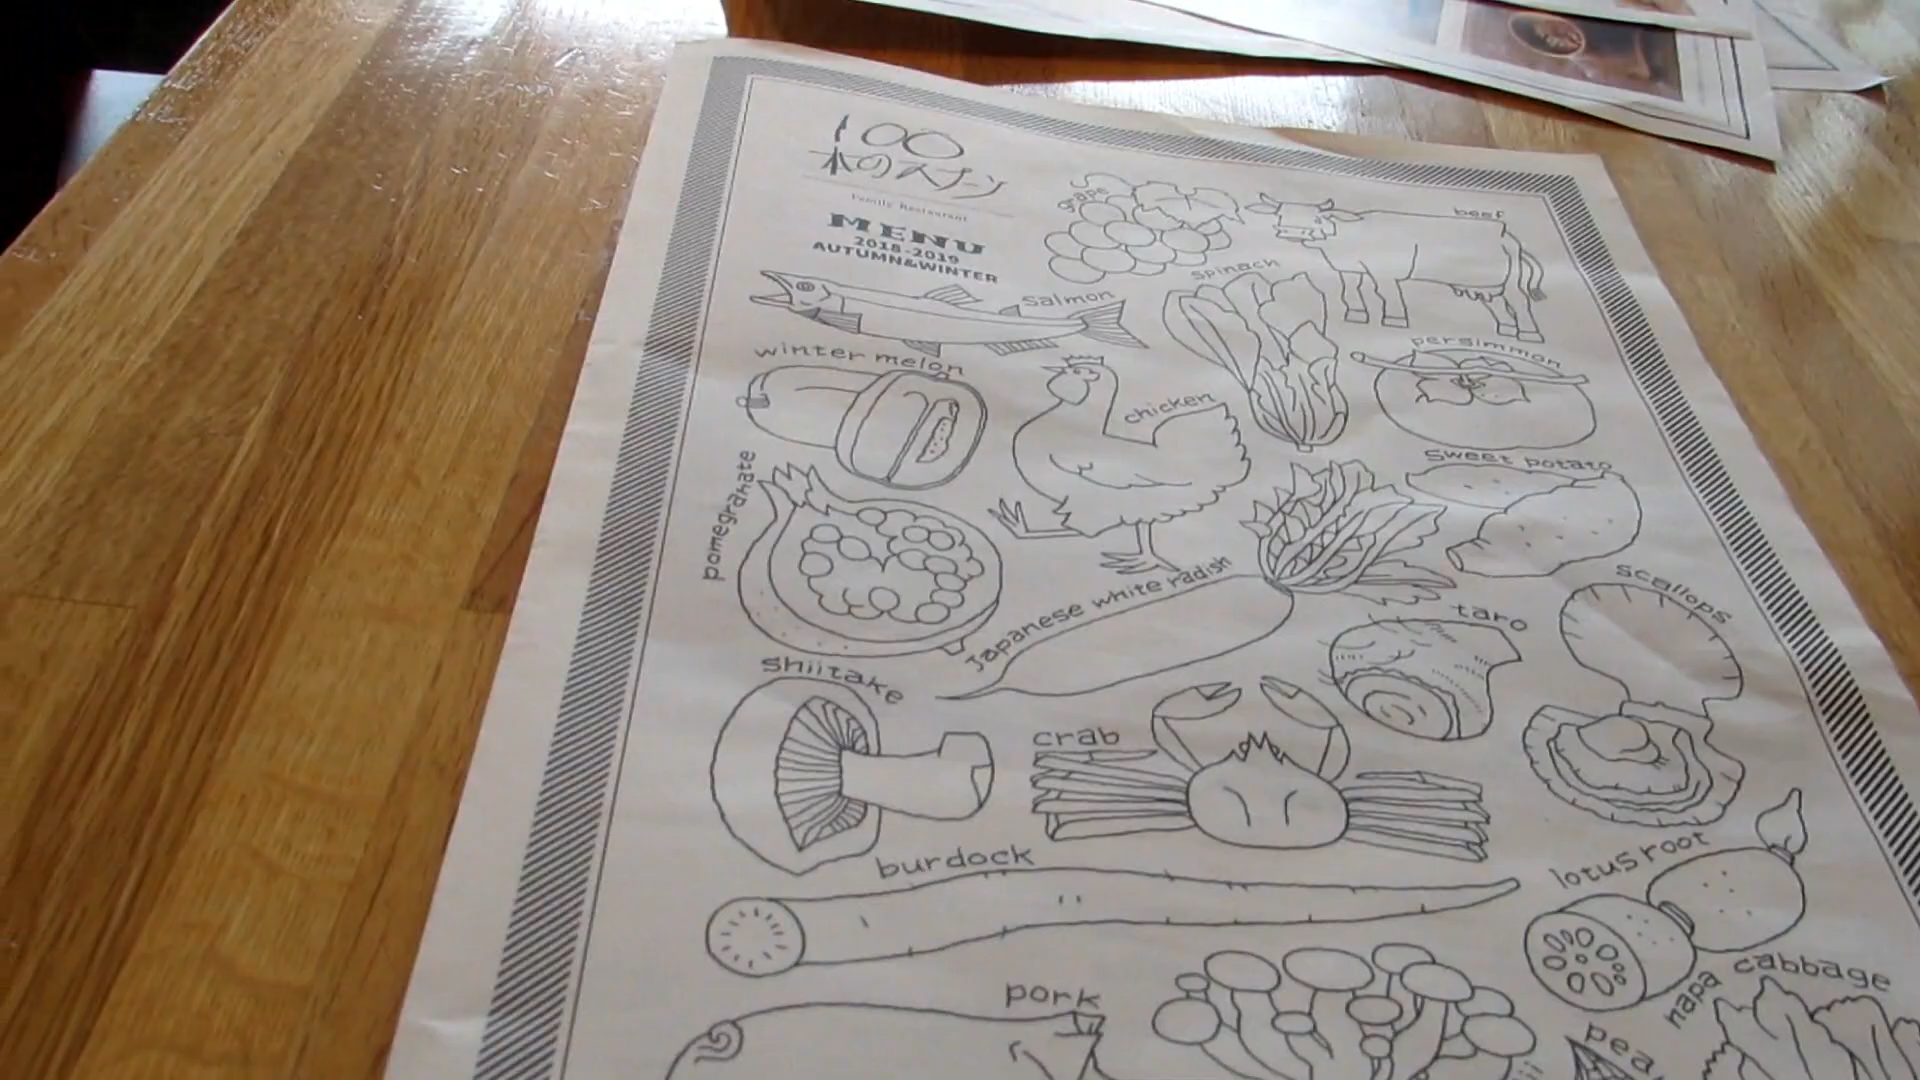 100
本のスプーン
Family Restaurant
MENU
2018-2019
AUTUMN&WINTER
grape
beef
spinach
Salmon
winter melon
persimmon
chicken
sweet potato
pomegranate
Japanese white radish
scallops
taro
shiitake
crab
burdock
lotus root
napa cabbage
pork